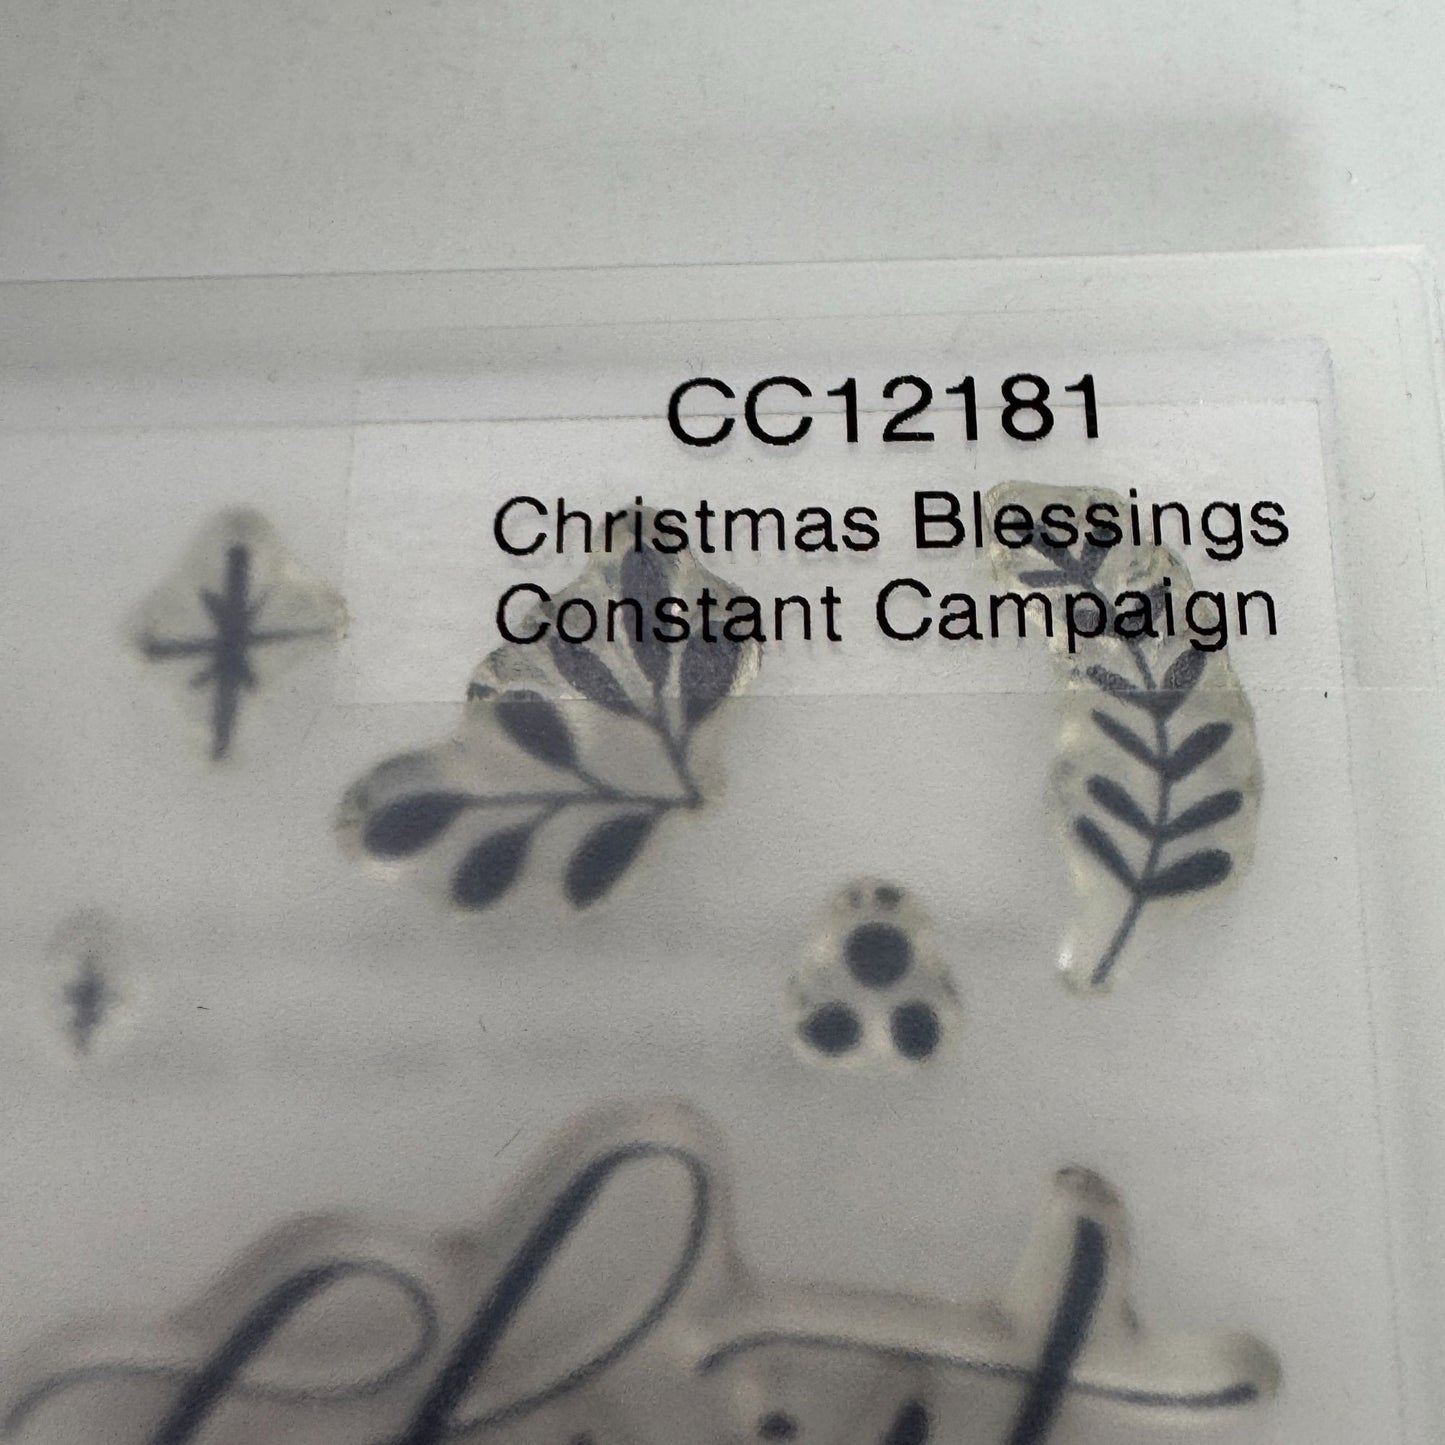 CC12181
Christmas Blessings
Constant Campaign